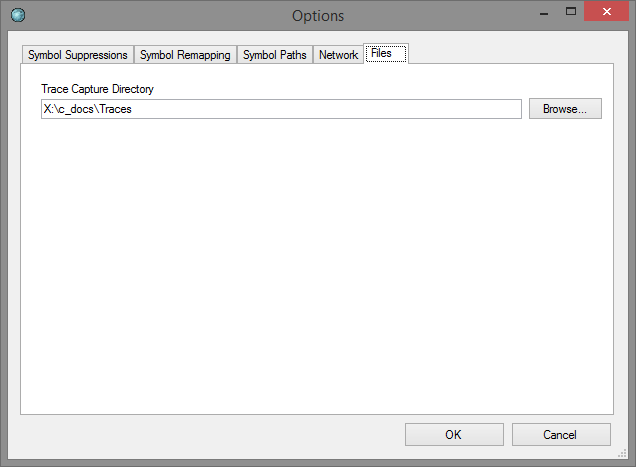 Options
Symbol Suppressions Symbol Remapping Symbol Paths Network Files
Trace Capture Directory
X:\c_docs\Traces Browse...
OK Cancel